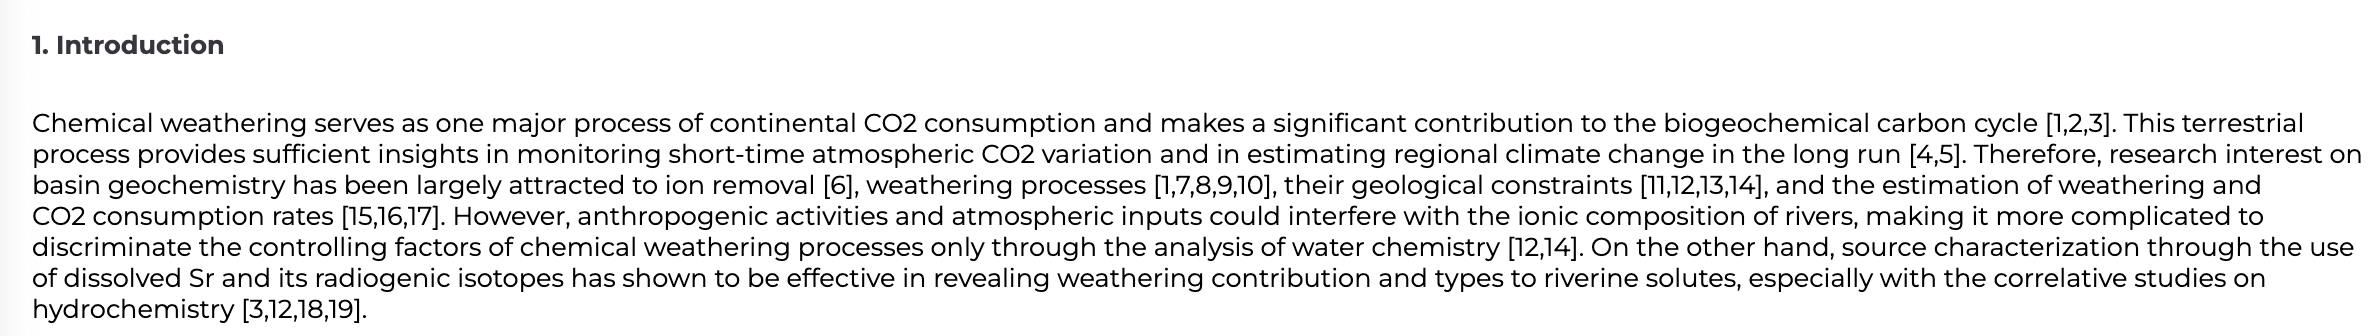 1. Introduction
Chemical weathering serves as one major process of continental CO2 consumption and makes a significant contribution to the biogeochemical carbon cycle [1,2,3]. This terrestrial
process provides sufficient insights in monitoring short-time atmospheric CO2 variation and in estimating regional climate change in the long run [4,5]. Therefore, research interest on
basin geochemistry has been largely attracted to ion removal [6], weathering processes [1,7,8,9,10], their geological constraints [11,12,13,14], and the estimation of weathering and
CO2 consumption rates [15,16,17]. However, anthropogenic activities and atmospheric inputs could interfere with the ionic composition of rivers, making it more complicated to
discriminate the controlling factors of chemical weathering processes only through the analysis of water chemistry [12,14]. On the other hand, source characterization through the use
of dissolved Sr and its radiogenic isotopes has shown to be effective in revealing weathering contribution and types to riverine solutes, especially with the correlative studies on
hydrochemistry [3,12,18,19].